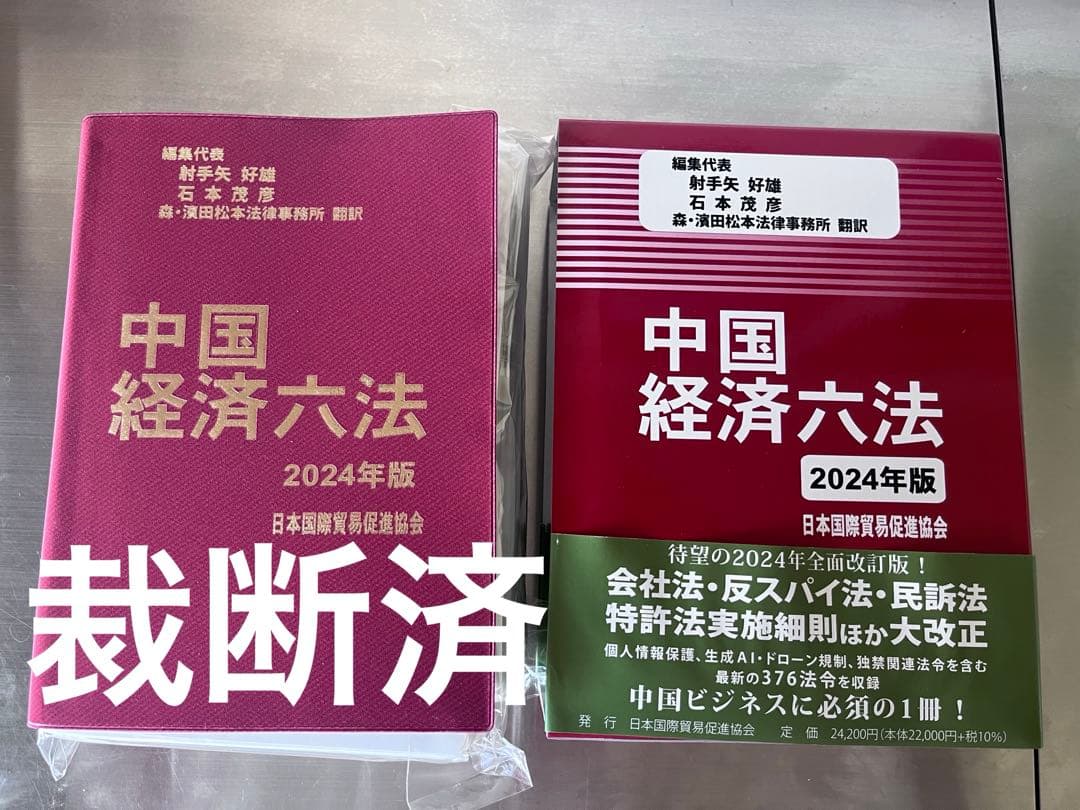 編集代表
射手矢 好雄
石本茂彦
森・濱田松本法律事務所 翻訳
中国
経済六法
2024年版
日本国際貿易促進協会
裁断済
編集代表
射手矢 好雄
石本茂彦
森・濱田松本法律事務所 翻訳
中国
経済六法
2024年版
日本国際貿易促進協会
待望の2024年全面改訂版！
会社法・反スパイ法・民訴法
特許法実施細則ほか大改正
個人情報保護、生成AI・ドローン規制、独禁関連法令を含む
最新の376法令を収録
中国ビジネスに必須の1冊！
発行 日本国際貿易促進協会 定価 24,200円(本体22,000円+税10%)